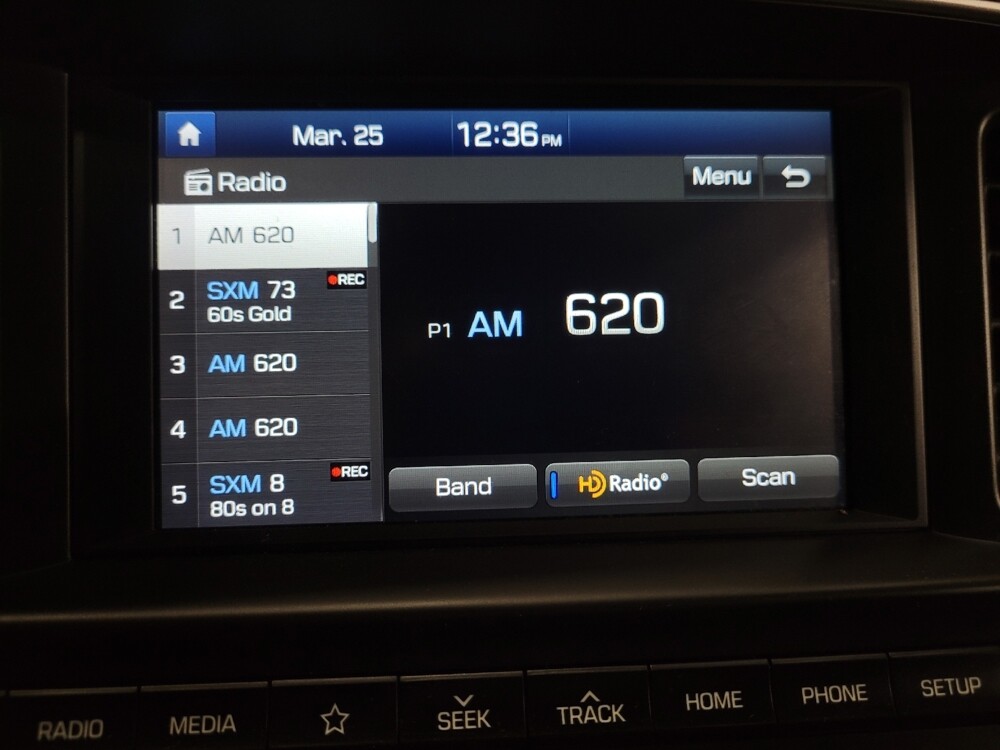 Mar. 25 12:36 PM
Radio Menu
1 AM 620
2 SXM 73 REC
60s Gold
3 AM 620
4 AM 620
5 SXM 8 REC
80s on 8
P1 AM 620
Band HD Radio® Scan
RADIO MEDIA SEEK TRACK HOME PHONE SETUP